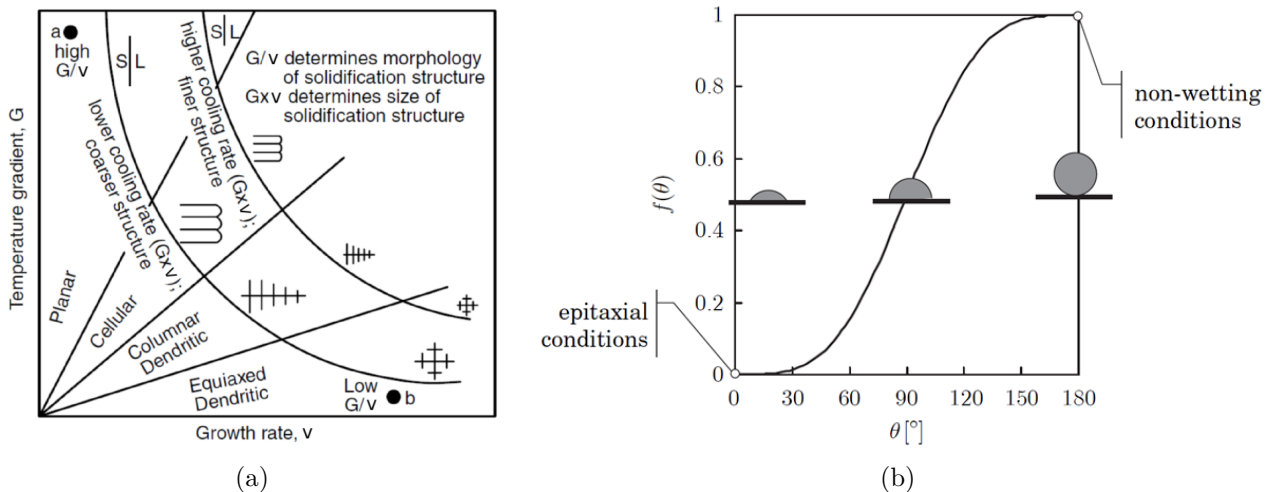 Temperature gradient, G
a
high
G/v
S|L
S|L
G/v determines morphology
of solidification structure
Gxv determines size of
solidification structure
higher cooling rate (Gxv);
finer structure
lower cooling rate (Gxv);
coarser structure
Planar
Cellular
Columnar
Dendritic
Equiaxed
Dendritic
Low
G/v
b
Growth rate, v
(a)
f(θ)
1
0.8
0.6
0.4
0.2
0
0
30
60
90
120
150
180
θ [°]
non-wetting
conditions
epitaxial
conditions
(b)